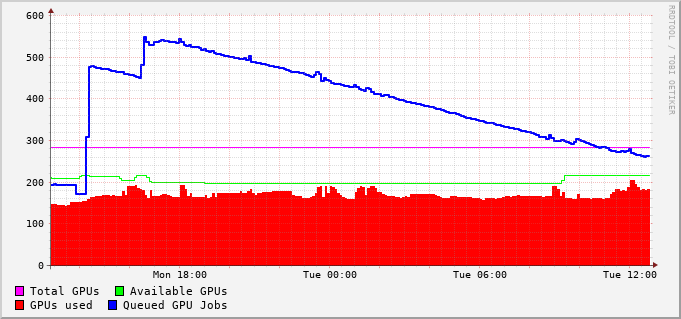 600
500
400
300
200
100
0
Mon 18:00 Tue 00:00 Tue 06:00 Tue 12:00
Total GPUs Available GPUs
GPUs used Queued GPU Jobs
RRDTOOL / TOBI OETIKER